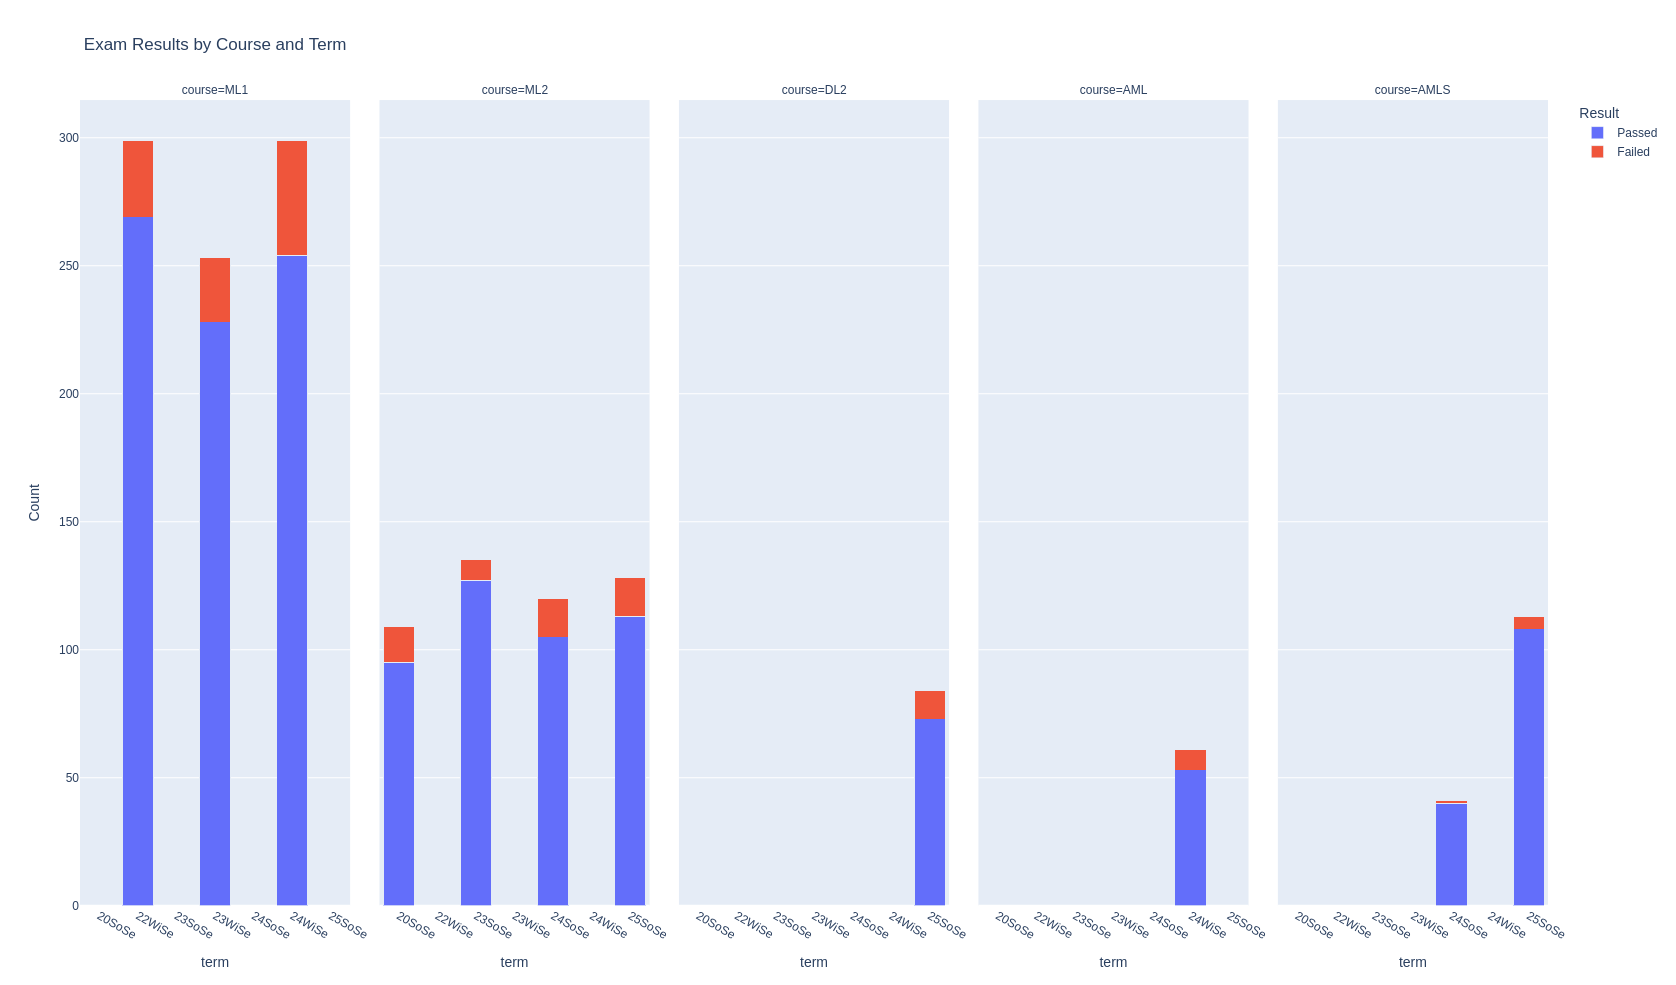 Exam Results by Course and Term
course=ML1
course=ML2
course=DL2
course=AML
course=AMLS
Result
Passed
Failed
Count
300
250
200
150
100
50
0
20SoSe 22WiSe 23SoSe 23WiSe 24SoSe 24WiSe 25SoSe
20SoSe 22WiSe 23SoSe 23WiSe 24SoSe 24WiSe 25SoSe
20SoSe 22WiSe 23SoSe 23WiSe 24SoSe 24WiSe 25SoSe
20SoSe 22WiSe 23SoSe 23WiSe 24SoSe 24WiSe 25SoSe
20SoSe 22WiSe 23SoSe 23WiSe 24SoSe 24WiSe 25SoSe
term
term
term
term
term